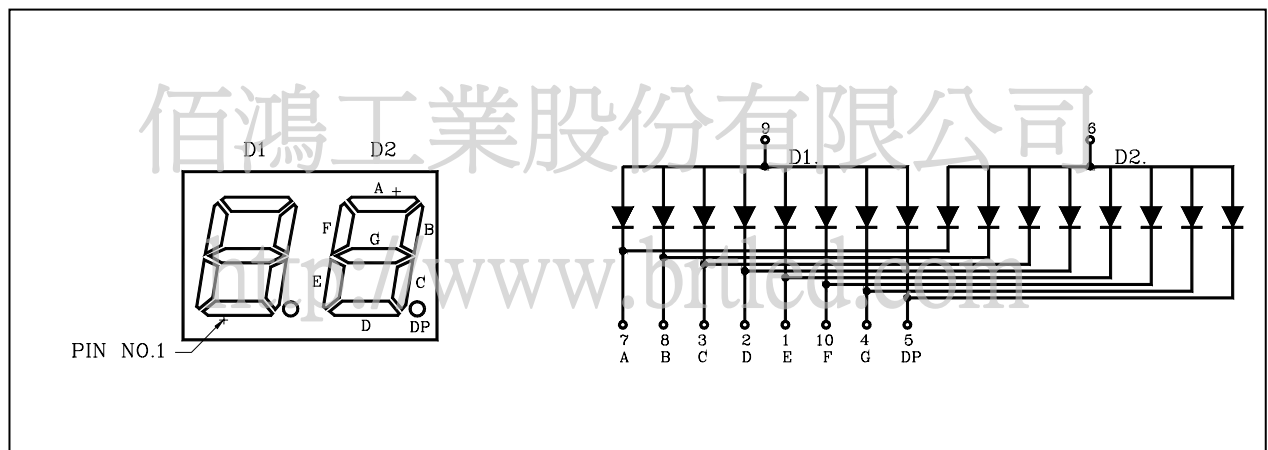 佰鴻工業股份有限公司
http://www.brtled.com
D1 D2
A +
F B
G
E C
D DP
PIN NO.1
9 6
D1. D2.
7 8 3 2 1 10 4 5
A B C D E F G DP